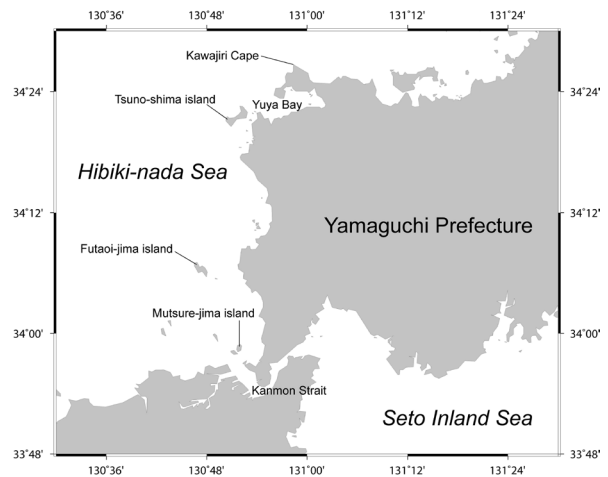 130°36' 130°48' 131°00' 131°12' 131°24'
Kawajiri Cape
34°24' 34°24'
Tsuno-shima island
Yuya Bay
Hibiki-nada Sea
34°12' 34°12'
Yamaguchi Prefecture
Futaoi-jima island
Mutsure-jima island
34°00' 34°00'
Kanmon Strait
Seto Inland Sea
33°48' 33°48'
130°36' 130°48' 131°00' 131°12' 131°24'